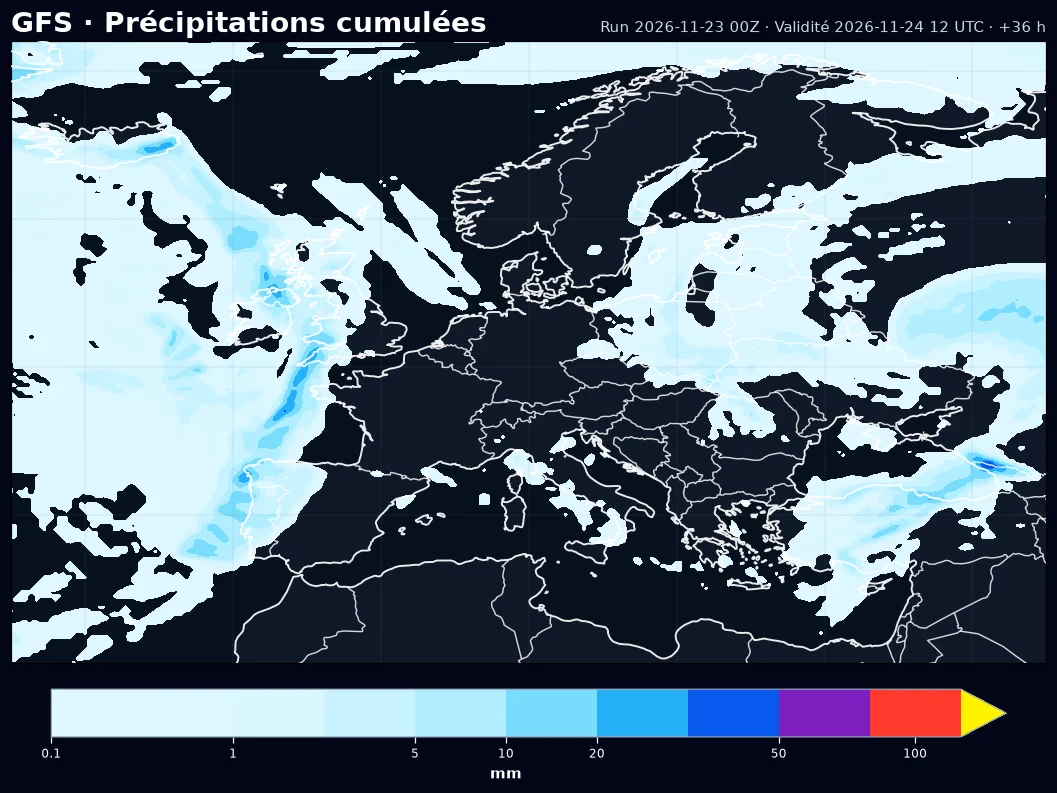 GFS · Précipitations cumulées
Run 2026-11-23 00Z · Validité 2026-11-24 12 UTC · +36 h
0.1 1 5 10 20 50 100
mm